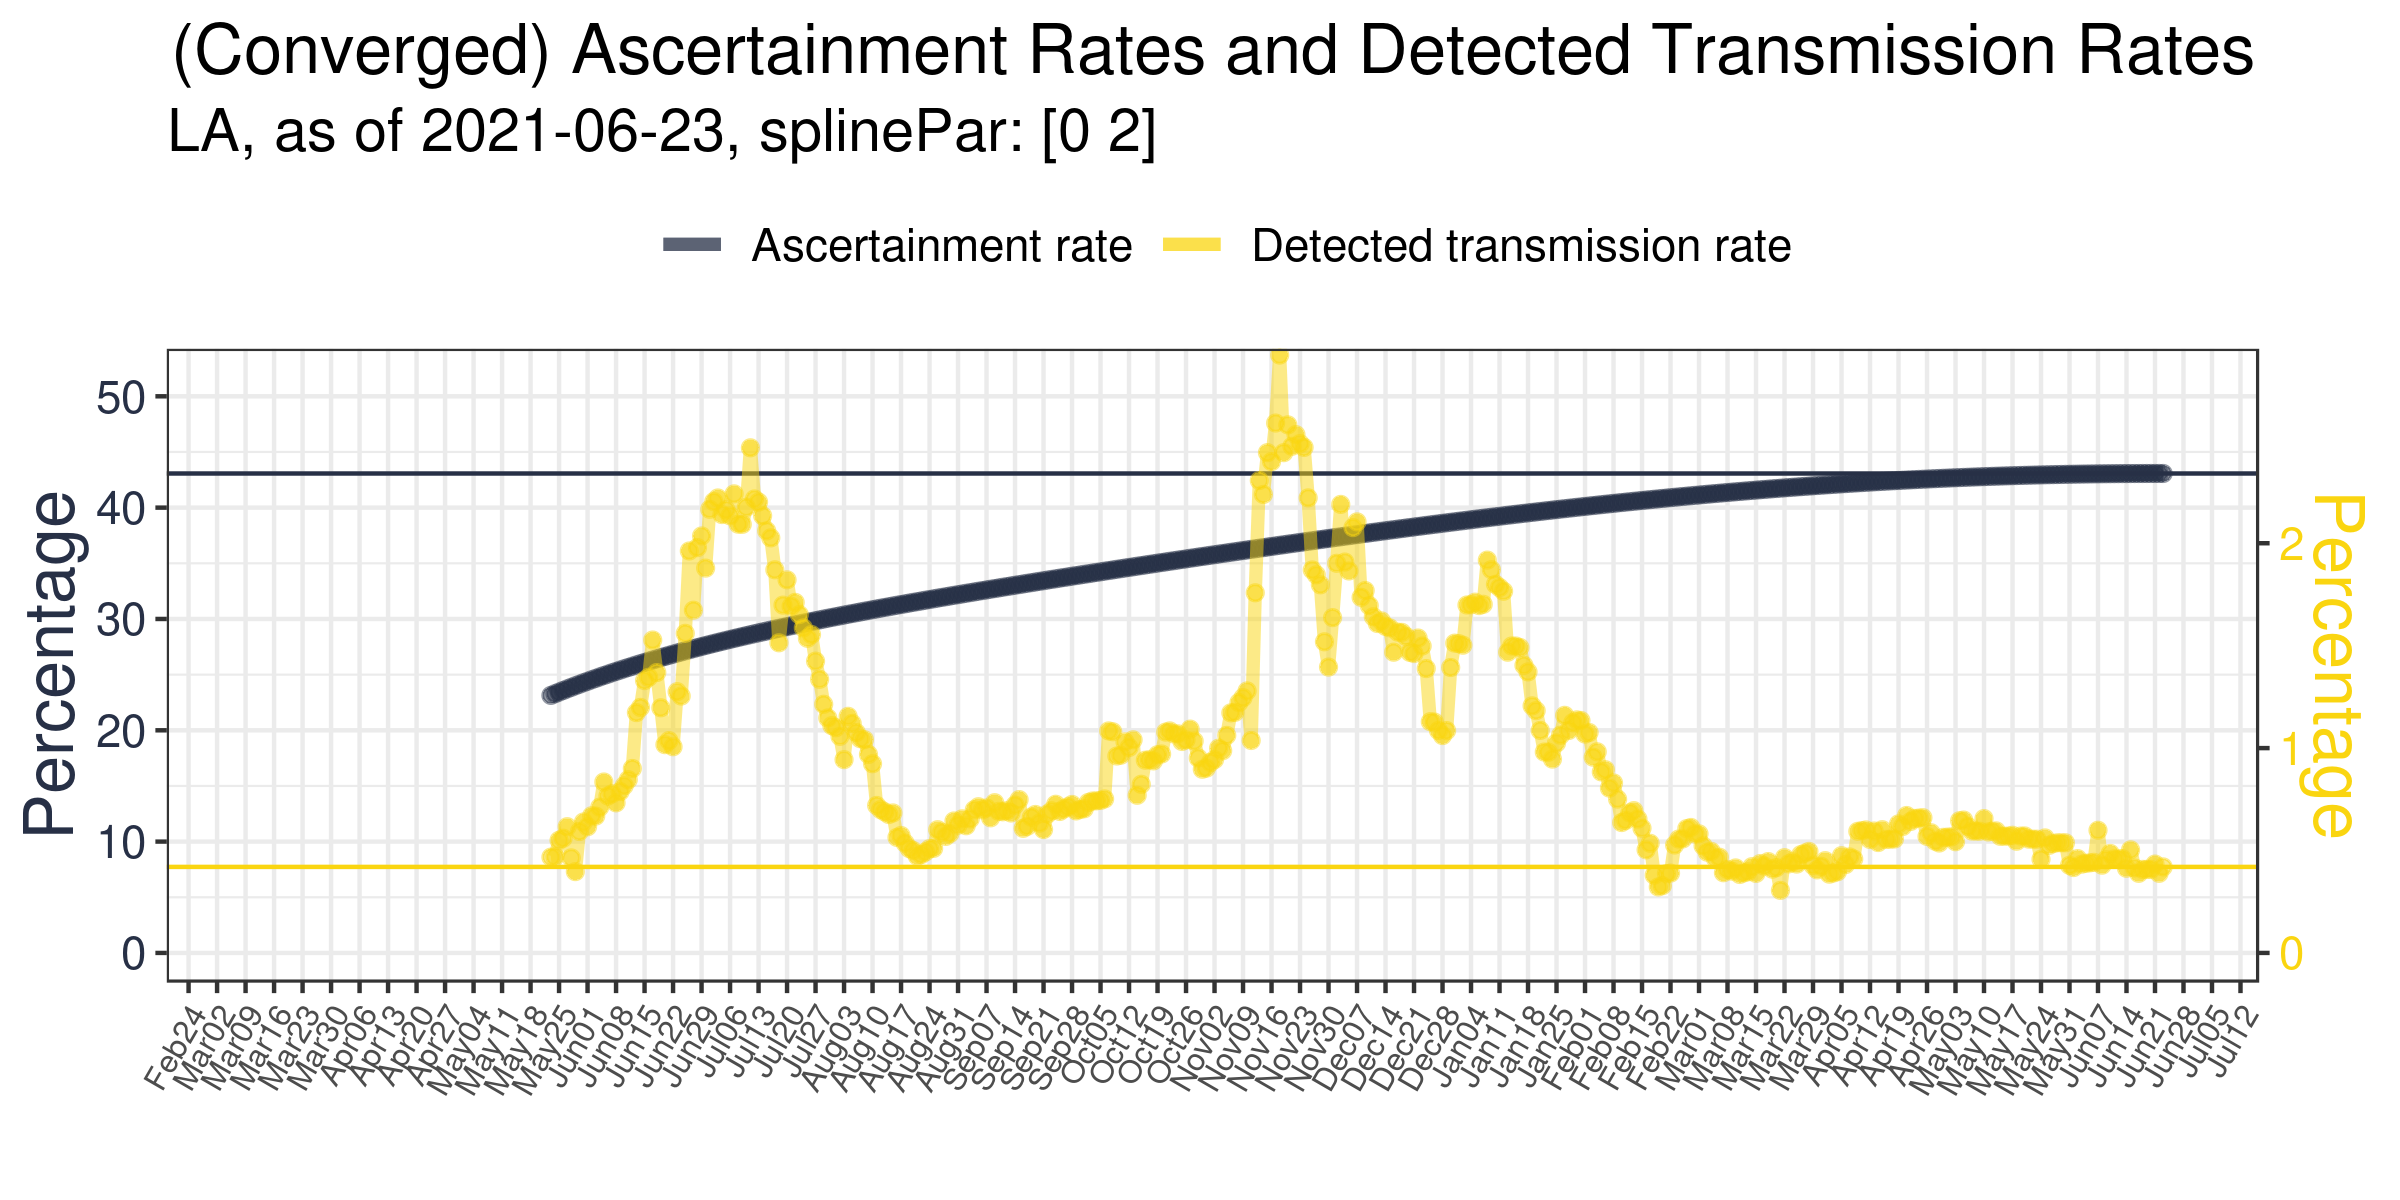 (Converged) Ascertainment Rates and Detected Transmission Rates
LA, as of 2021-06-23, splinePar: [0 2]
Ascertainment rate
Detected transmission rate
Percentage
50
40
30
20
10
0
2
1
0
Percentage
Feb24
Mar02
Mar09
Mar16
Mar23
Mar30
Apr06
Apr13
Apr20
Apr27
May04
May11
May18
May25
Jun01
Jun08
Jun15
Jun22
Jun29
Jul06
Jul13
Jul20
Jul27
Aug03
Aug10
Aug17
Aug24
Aug31
Sep07
Sep14
Sep21
Sep28
Oct05
Oct12
Oct19
Oct26
Nov02
Nov09
Nov16
Nov23
Nov30
Dec07
Dec14
Dec21
Dec28
Jan04
Jan11
Jan18
Jan25
Feb01
Feb08
Feb15
Feb22
Mar01
Mar08
Mar15
Mar22
Mar29
Apr05
Apr12
Apr19
Apr26
May03
May10
May17
May24
May31
Jun07
Jun14
Jun21
Jun28
Jul05
Jul12